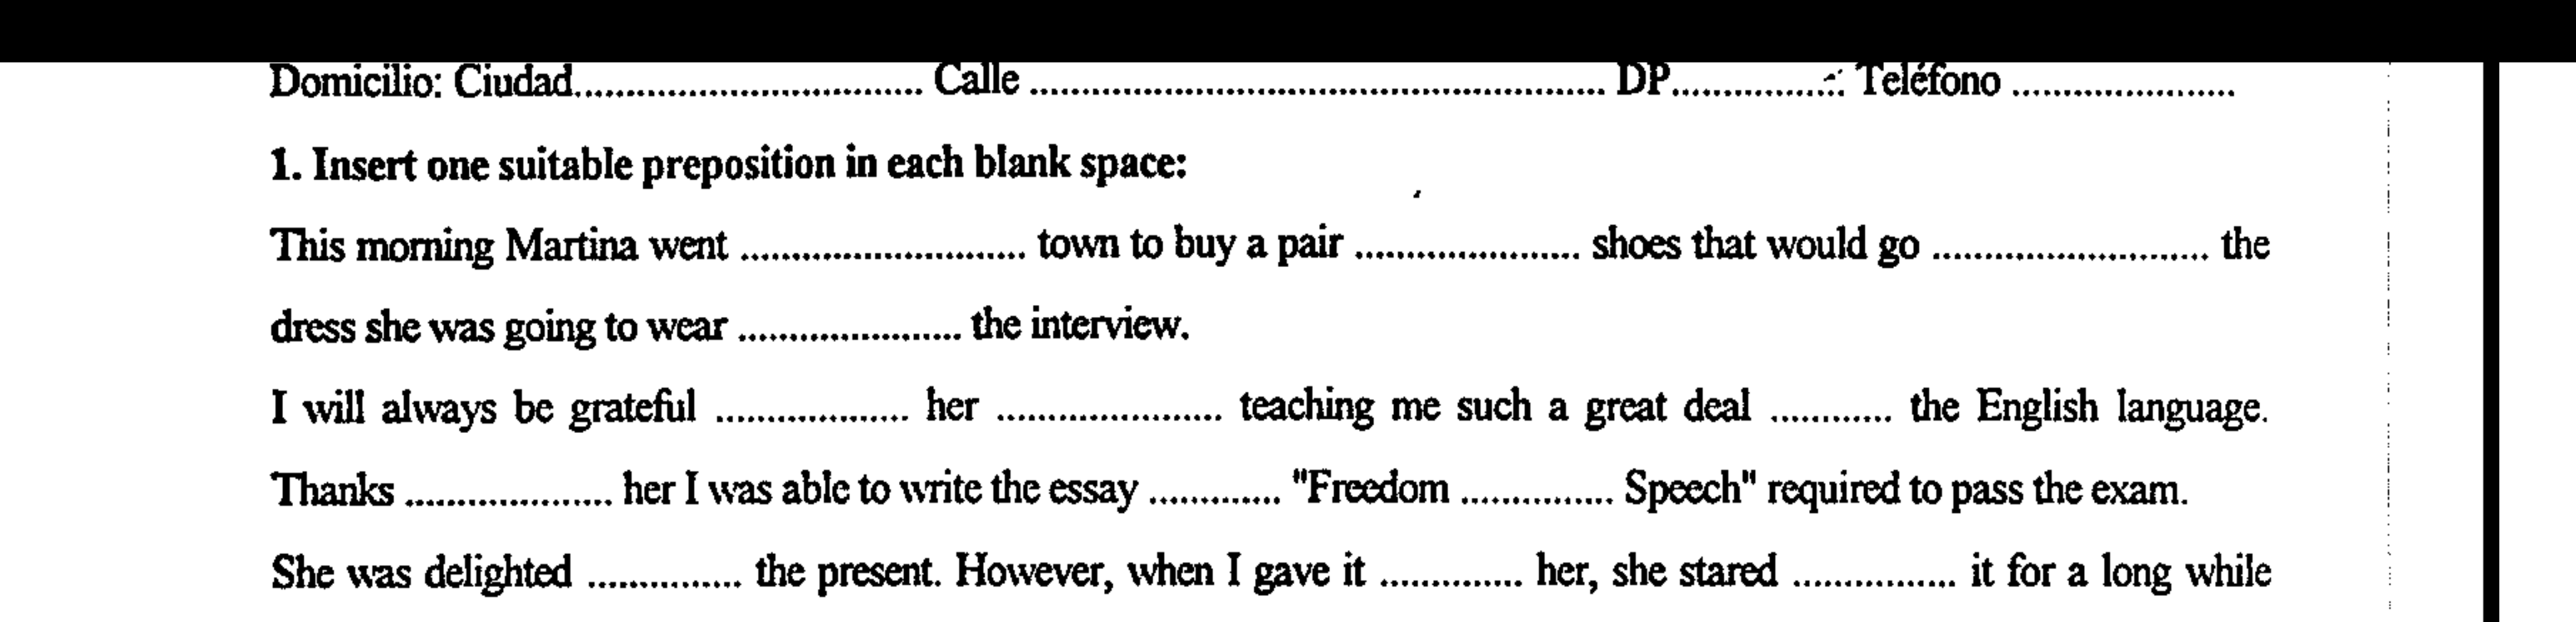 Domicilio: Ciudad.................................. Calle ........................................................ DP...............: Teléfono ......................
1. Insert one suitable preposition in each blank space:
This morning Martina went ............................ town to buy a pair ...................... shoes that would go ........................... the
dress she was going to wear ...................... the interview.
I will always be grateful ................... her ...................... teaching me such a great deal ............ the English language.
Thanks .................... her I was able to write the essay ............. "Freedom ............... Speech" required to pass the exam.
She was delighted ............... the present. However, when I gave it .............. her, she stared ................ it for a long while